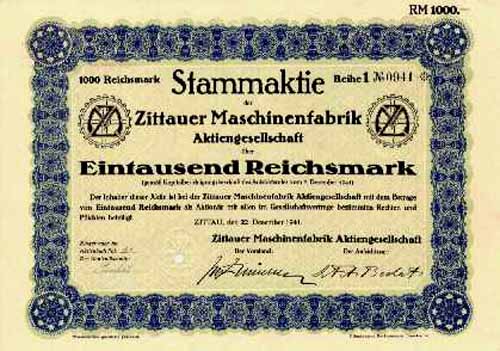 RM 1000.-
1000 Reichsmark Stammaktie Reihe 1 № 0941
der
Zittauer Maschinenfabrik
Aktiengesellschaft
über
Eintausend Reichsmark
Der Inhaber dieser Aktie ist bei der Zittauer Maschinenfabrik Aktiengesellschaft mit dem Betrage
von Eintausend Reichsmark als Aktionär mit allen im Gesellschaftsvertrage bestimmten Rechten und
Pflichten beteiligt.
ZITTAU, den 22. Dezember 1941.
Zittauer Maschinenfabrik Aktiengesellschaft
Der Vorstand: Der Aufsichtsrat: